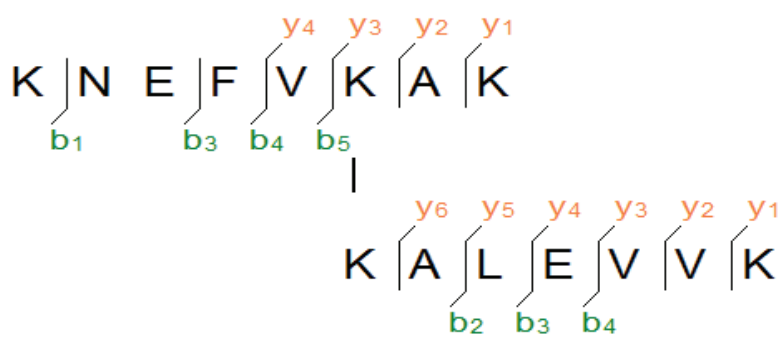 y4 y3 y2 y1
K N E F V K A K
b1 b3 b4 b5
y6 y5 y4 y3 y2 y1
K A L E V V K
b2 b3 b4